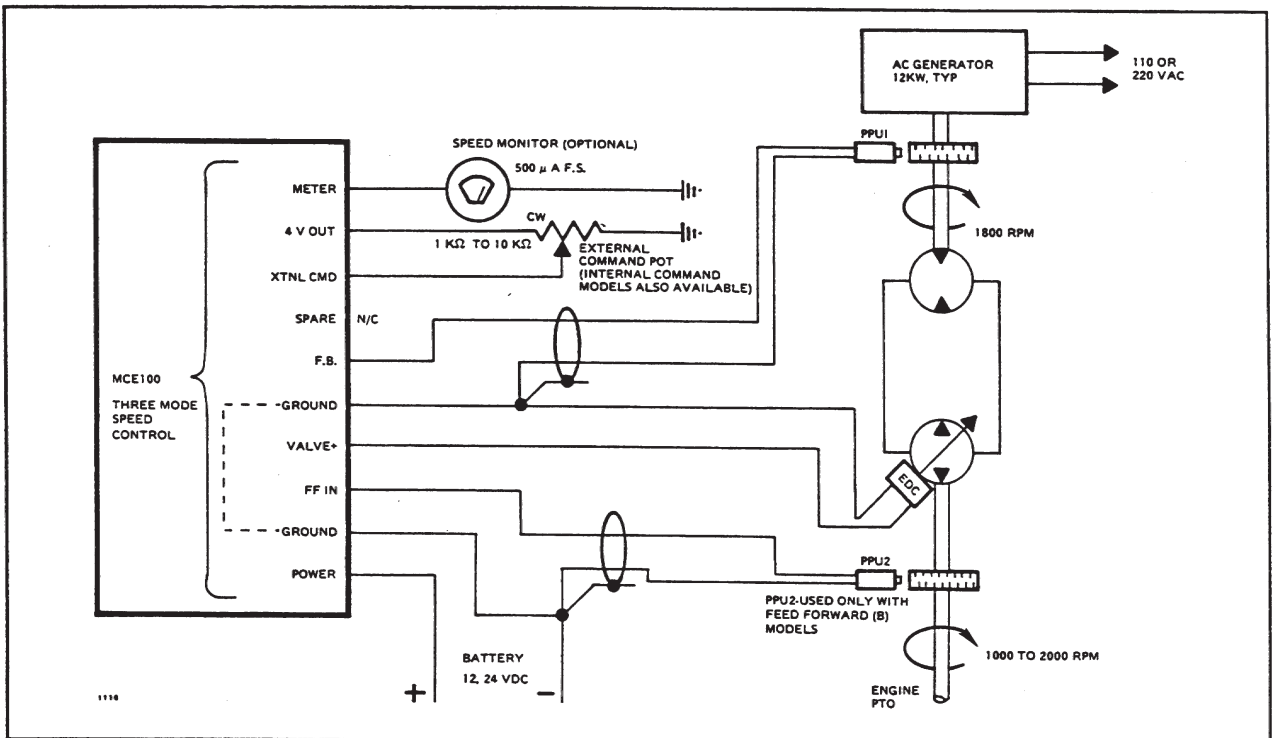 AC GENERATOR
12KW, TYP
110 OR
220 VAC
PPU1
1800 RPM
SPEED MONITOR (OPTIONAL)
500 μ A F.S.
METER
4 V OUT
CW
1 KΩ TO 10 KΩ
EXTERNAL
COMMAND POT
(INTERNAL COMMAND
MODELS ALSO AVAILABLE)
XTNL CMD
SPARE
N/C
F.B.
MCE100
THREE MODE
SPEED
CONTROL
GROUND
VALVE+
FF IN
GROUND
POWER
EDC
PPU2
PPU2-USED ONLY WITH
FEED FORWARD (B)
MODELS
1000 TO 2000 RPM
BATTERY
12, 24 VDC
+
−
ENGINE
PTO